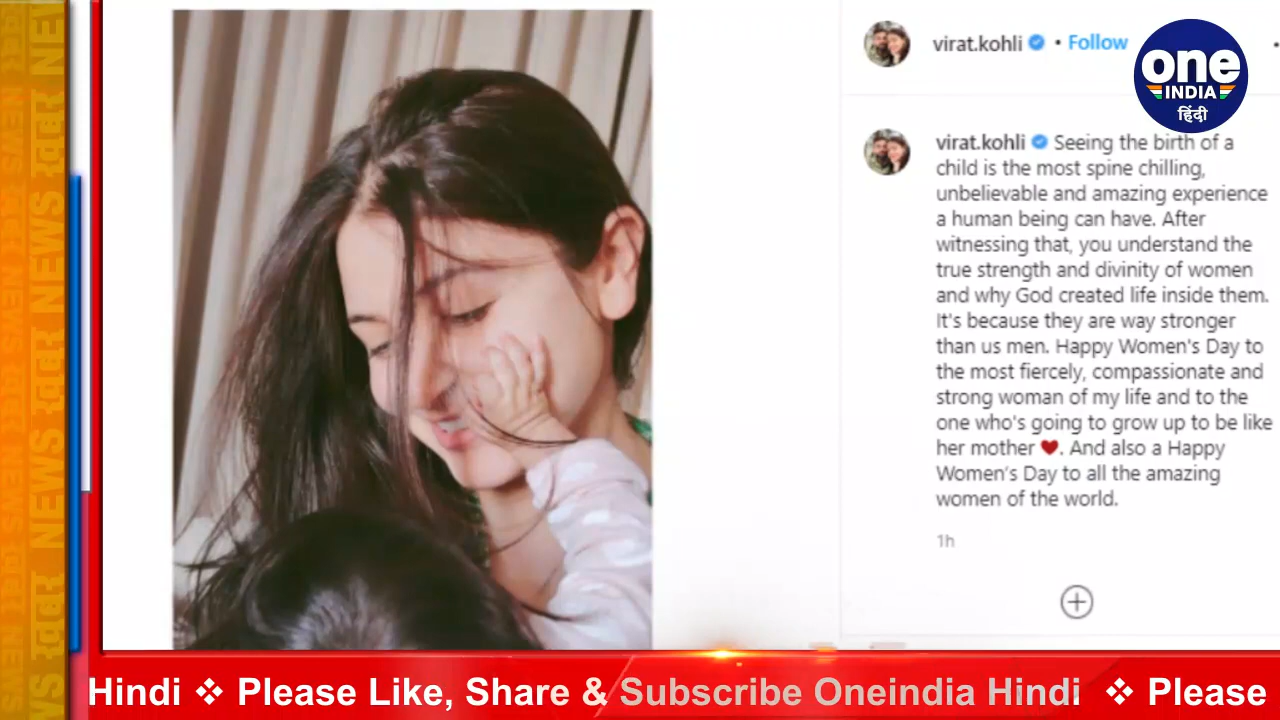 virat.kohli • Follow
one
INDIA
हिंदी
virat.kohli Seeing the birth of a
child is the most spine chilling,
unbelievable and amazing experience
a human being can have. After
witnessing that, you understand the
true strength and divinity of women
and why God created life inside them.
It's because they are way stronger
than us men. Happy Women's Day to
the most fiercely, compassionate and
strong woman of my life and to the
one who's going to grow up to be like
her mother ❤. And also a Happy
Women's Day to all the amazing
women of the world.
1h
NEWS खबर NEWS खबर NEWS
Hindi ❖ Please Like, Share & Subscribe Oneindia Hindi ❖ Please